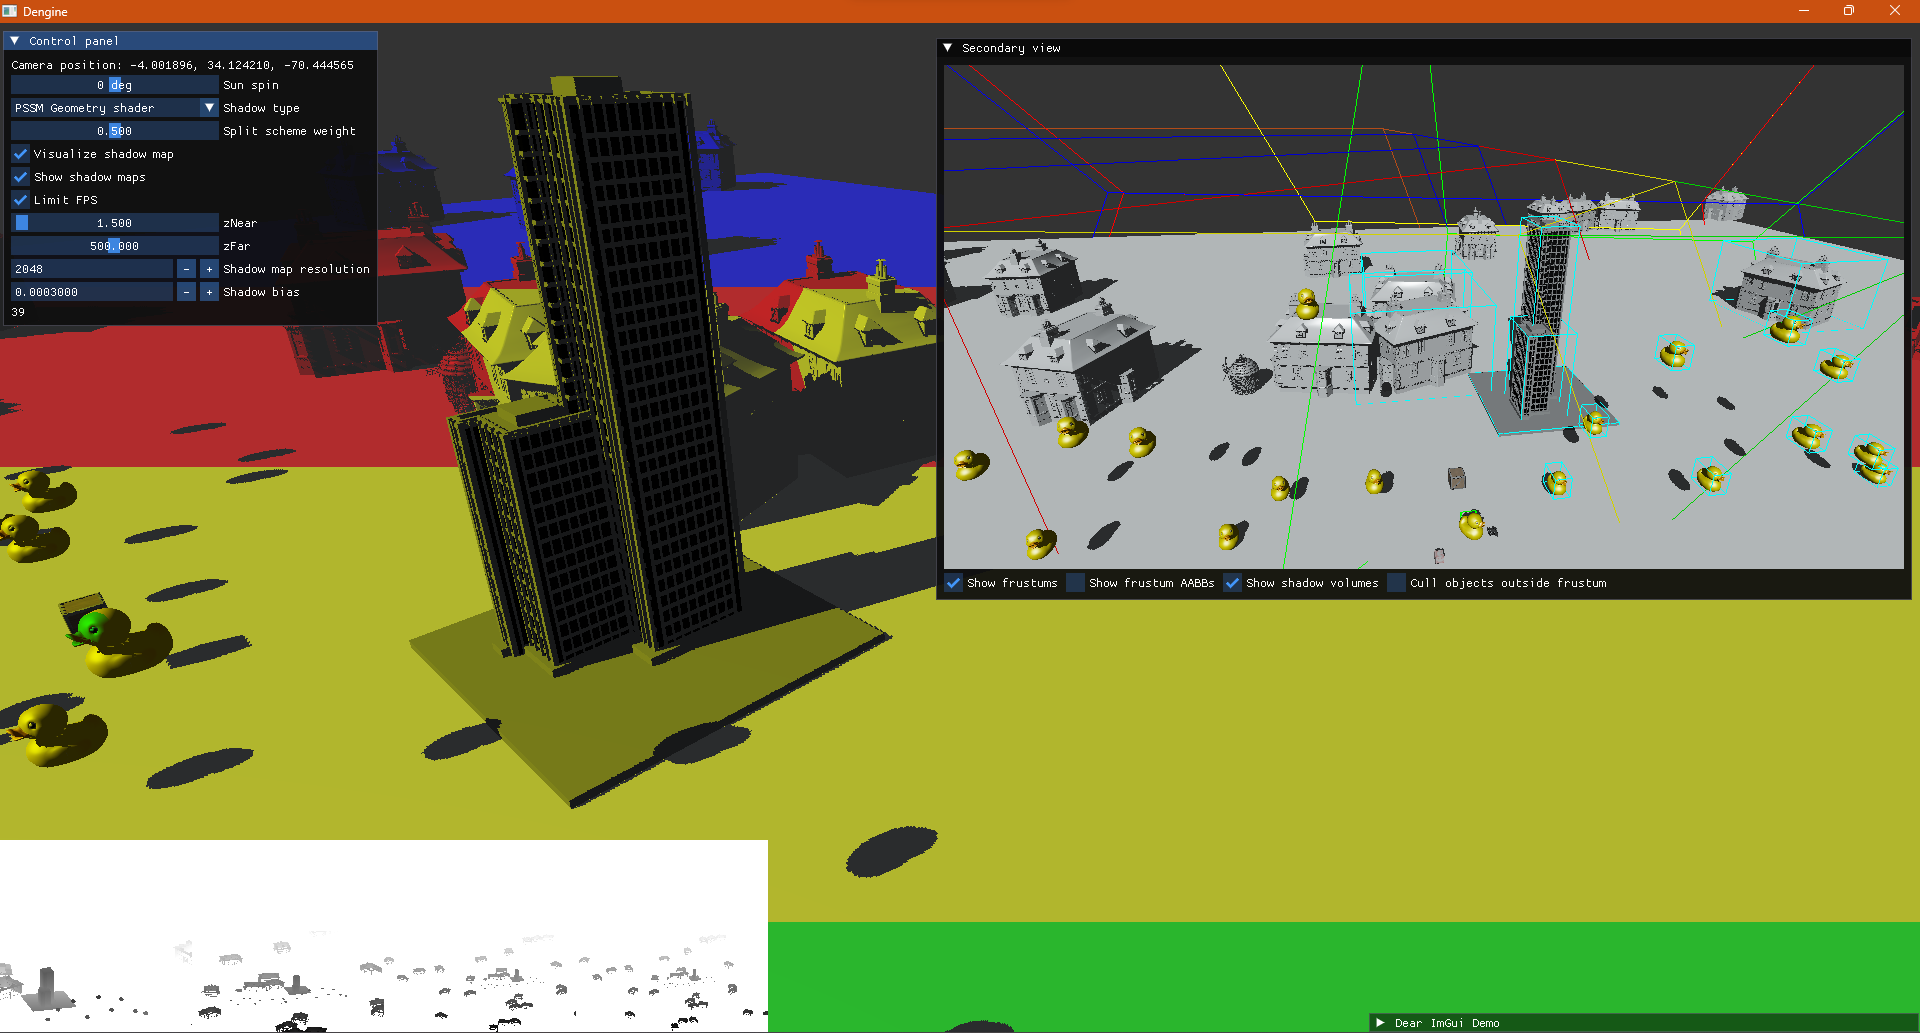 Dengine
Control panel
Camera position: -4.001896, 34.124210, -70.444565
0 deg Sun spin
PSSM Geometry shader Shadow type
0.500 Split scheme weight
Visualize shadow map
Show shadow maps
Limit FPS
1.500 zNear
500.000 zFar
2048 - + Shadow map resolution
0.0003000 - + Shadow bias
39
Secondary view
Show frustums Show frustum AABBs Show shadow volumes Cull objects outside frustum
Dear ImGui Demo